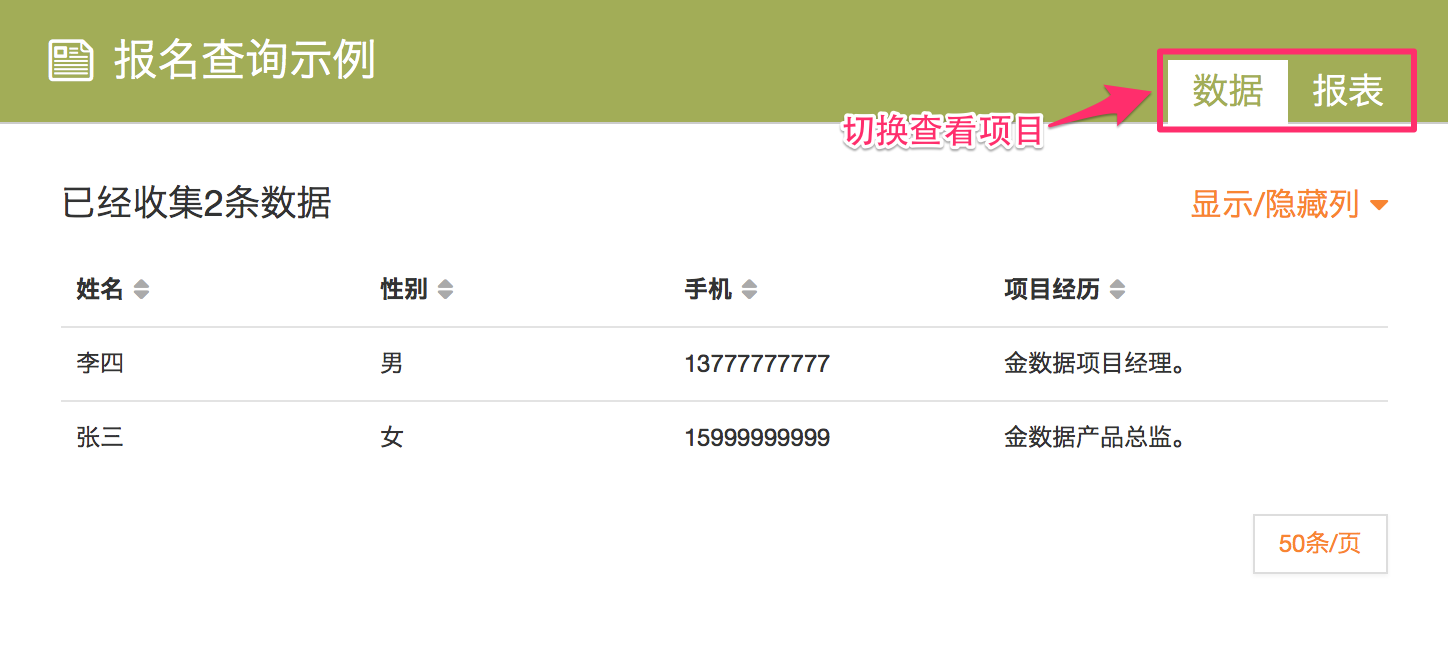 报名查询示例
数据 报表
切换查看项目
已经收集2条数据 显示/隐藏列
姓名 性别 手机 项目经历
李四 男 13777777777 金数据项目经理。
张三 女 15999999999 金数据产品总监。
50条/页